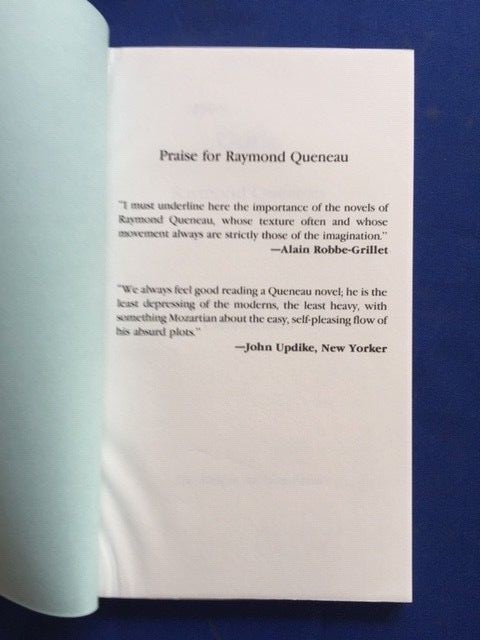 Praise for Raymond Queneau
"I must underline here the importance of the novels of
Raymond Queneau, whose texture often and whose
movement always are strictly those of the imagination."
—Alain Robbe-Grillet
"We always feel good reading a Queneau novel; he is the
least depressing of the moderns, the least heavy, with
something Mozartian about the easy, self-pleasing flow of
his absurd plots."
—John Updike, New Yorker